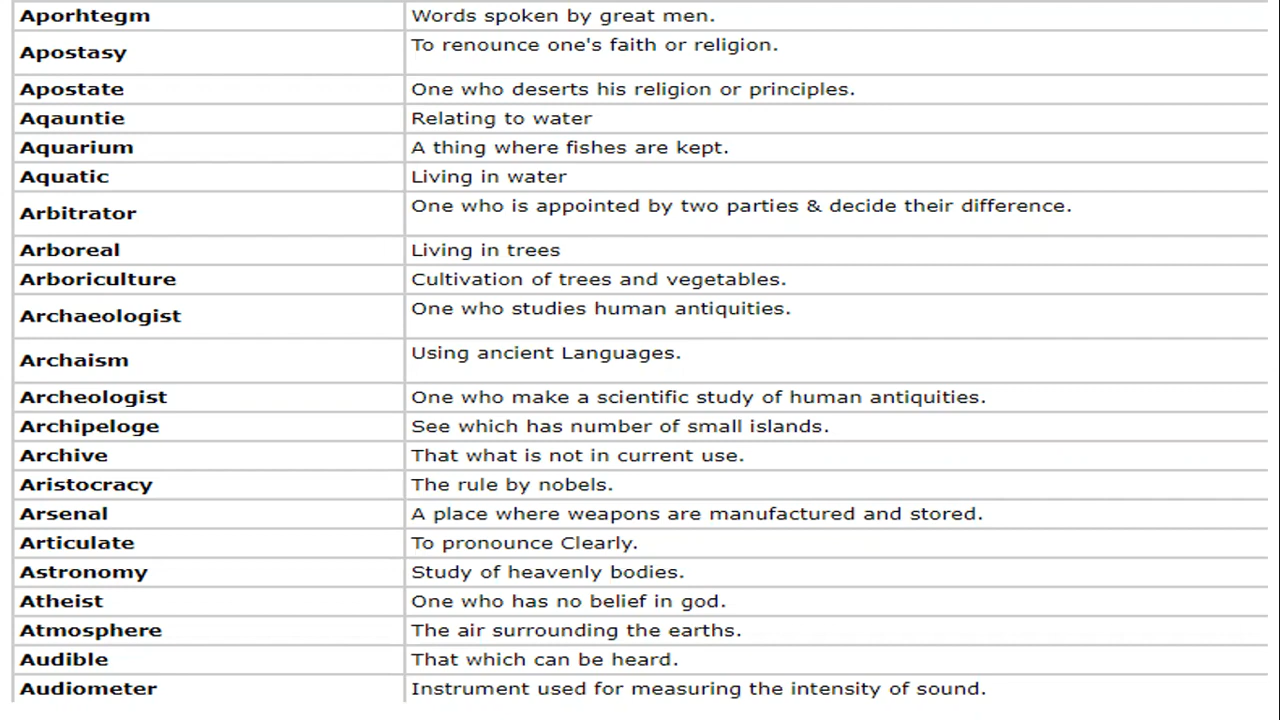 Aporhtegm Words spoken by great men.
Apostasy To renounce one's faith or religion.
Apostate One who deserts his religion or principles.
Aqauntie Relating to water
Aquarium A thing where fishes are kept.
Aquatic Living in water
Arbitrator One who is appointed by two parties & decide their difference.
Arboreal Living in trees
Arboriculture Cultivation of trees and vegetables.
Archaeologist One who studies human antiquities.
Archaism Using ancient Languages.
Archeologist One who make a scientific study of human antiquities.
Archipeloge See which has number of small islands.
Archive That what is not in current use.
Aristocracy The rule by nobels.
Arsenal A place where weapons are manufactured and stored.
Articulate To pronounce Clearly.
Astronomy Study of heavenly bodies.
Atheist One who has no belief in god.
Atmosphere The air surrounding the earths.
Audible That which can be heard.
Audiometer Instrument used for measuring the intensity of sound.